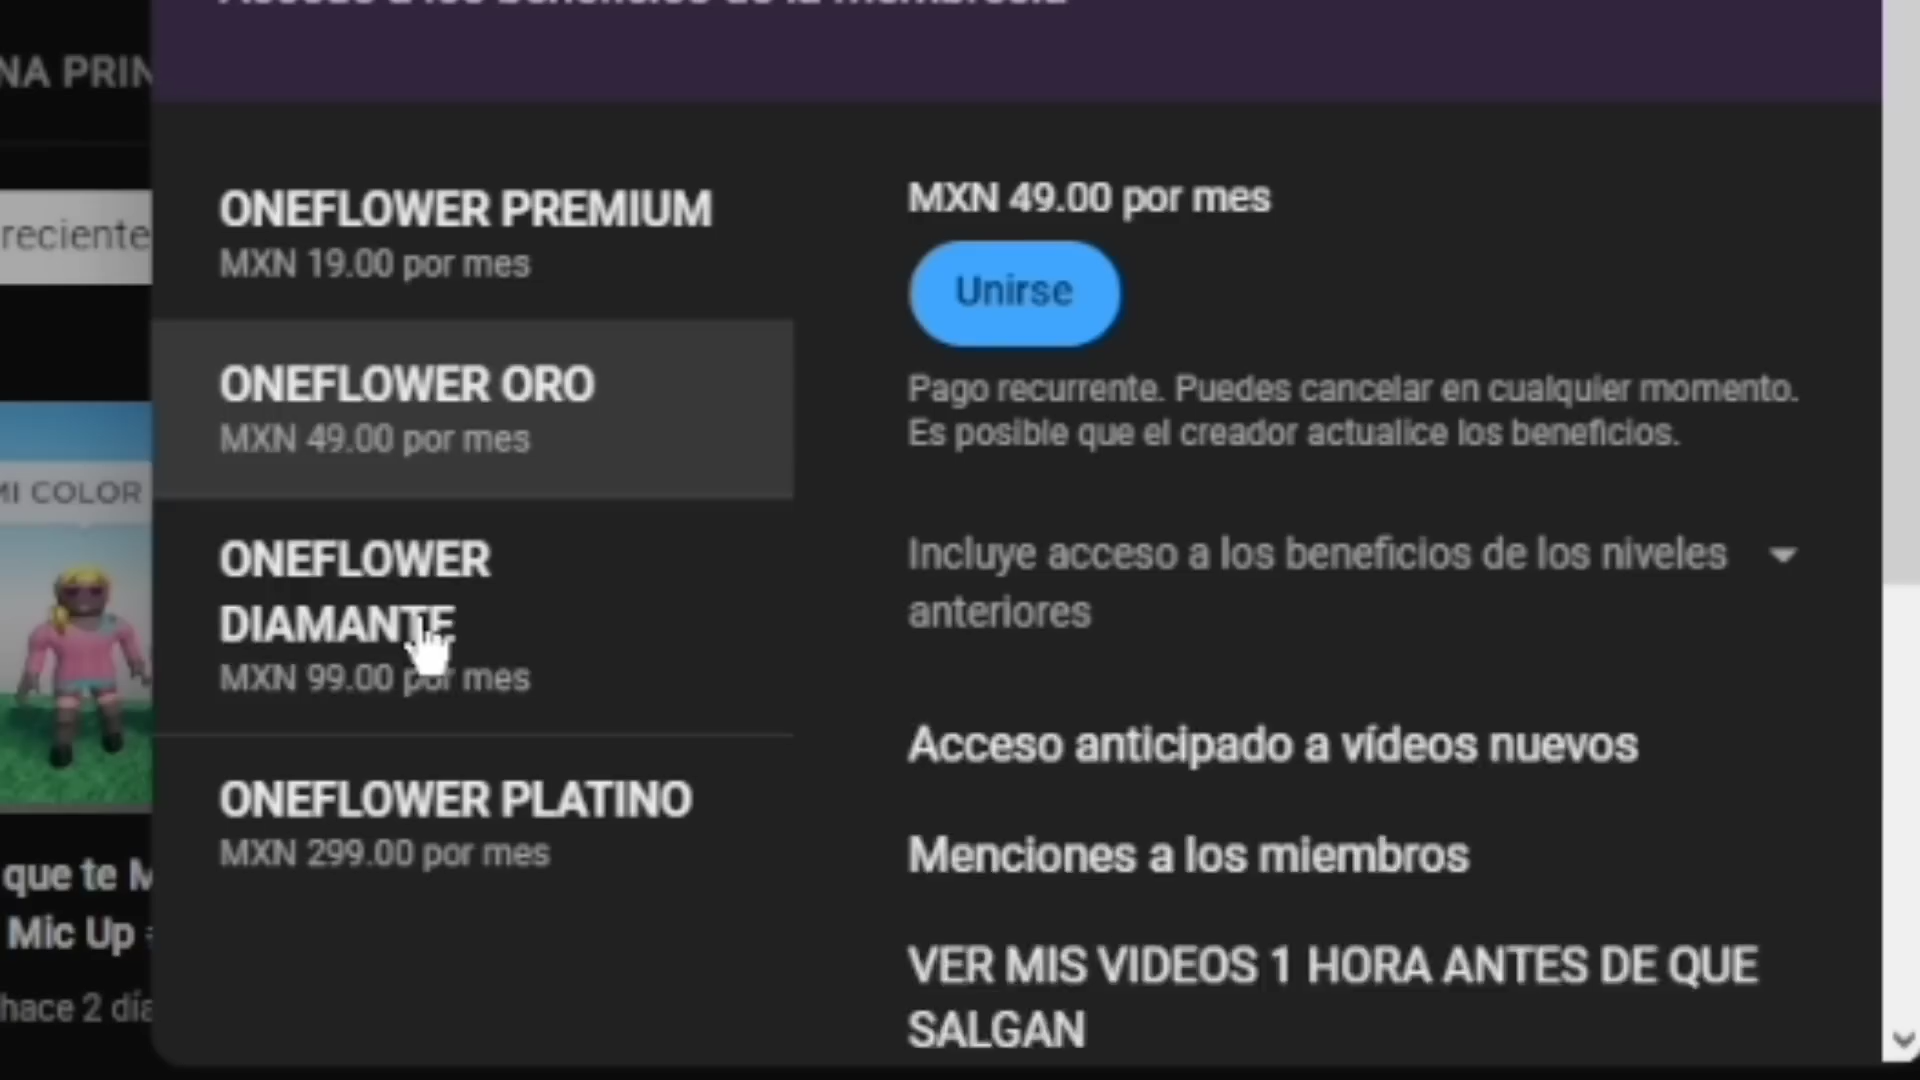 NA PRIN
reciente
MI COLOR
que te M
Mic Up
hace 2 día
ONEFLOWER PREMIUM
MXN 19.00 por mes
ONEFLOWER ORO
MXN 49.00 por mes
ONEFLOWER
DIAMANTE
MXN 99.00 por mes
ONEFLOWER PLATINO
MXN 299.00 por mes
MXN 49.00 por mes
Unirse
Pago recurrente. Puedes cancelar en cualquier momento.
Es posible que el creador actualice los beneficios.
Incluye acceso a los beneficios de los niveles
anteriores
Acceso anticipado a vídeos nuevos
Menciones a los miembros
VER MIS VIDEOS 1 HORA ANTES DE QUE
SALGAN